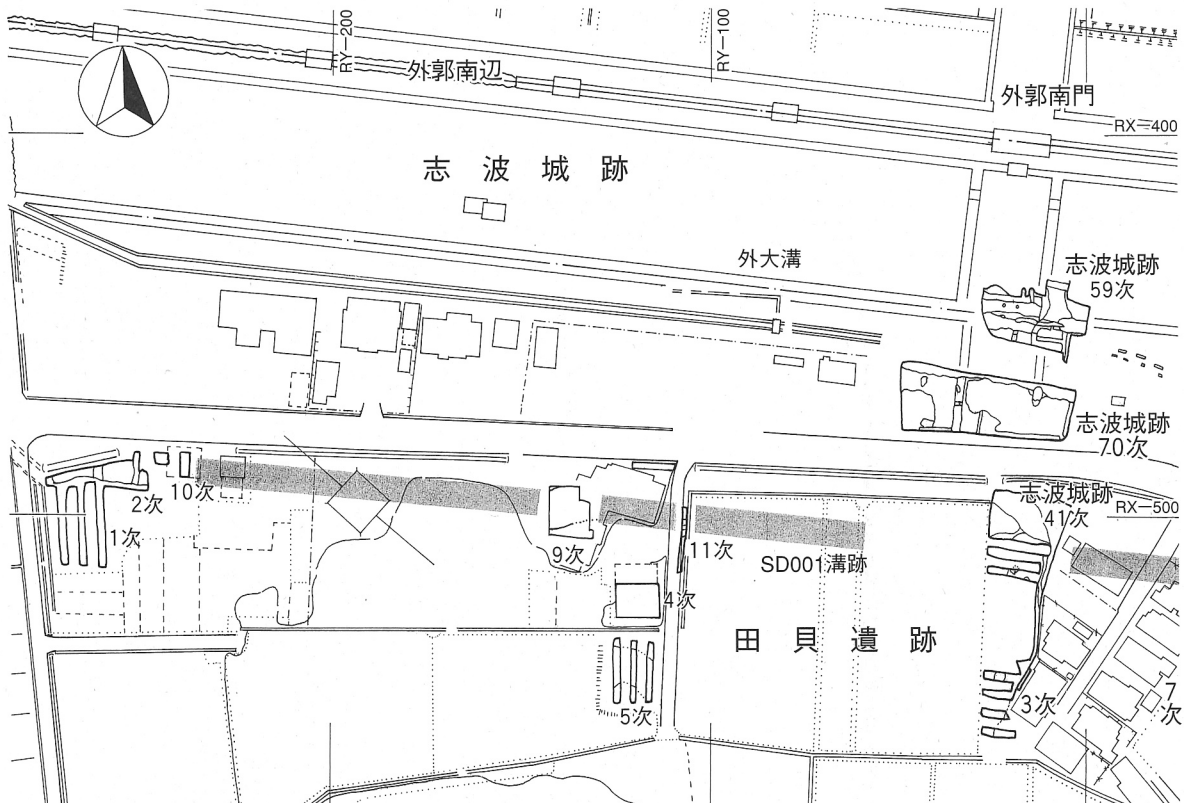 RY-200
RY-100
外郭南辺
外郭南門
RX-400
志波城跡
外大溝
志波城跡
59次
志波城跡
70次
2次
10次
1次
9次
11次
SD001溝跡
志波城跡
41次
RX-500
4次
田貝遺跡
5次
3次
7
次